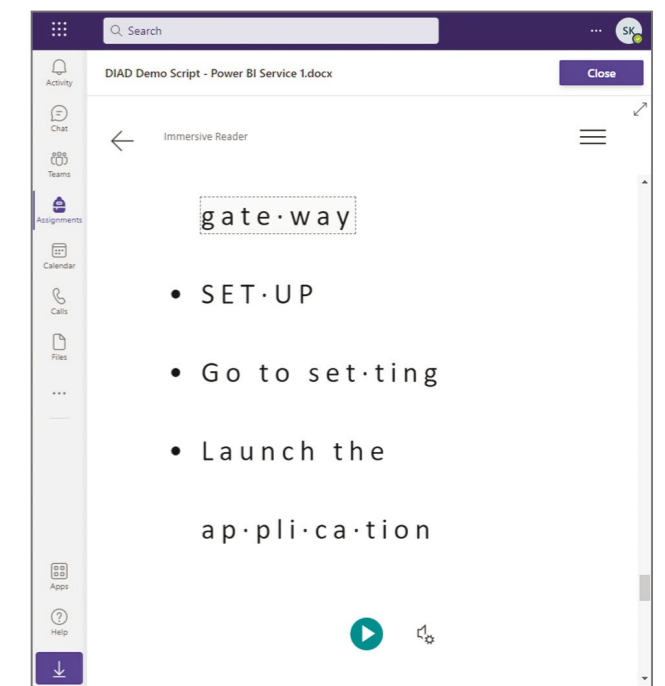 Search
...
SK
Activity
DIAD Demo Script - Power BI Service 1.docx
Close
Chat
Immersive Reader
Teams
Assignments
gate·way
Calendar
• SET·UP
Calls
Files
• Go to set·ting
...
• Launch the
ap·pli·ca·tion
Apps
Help